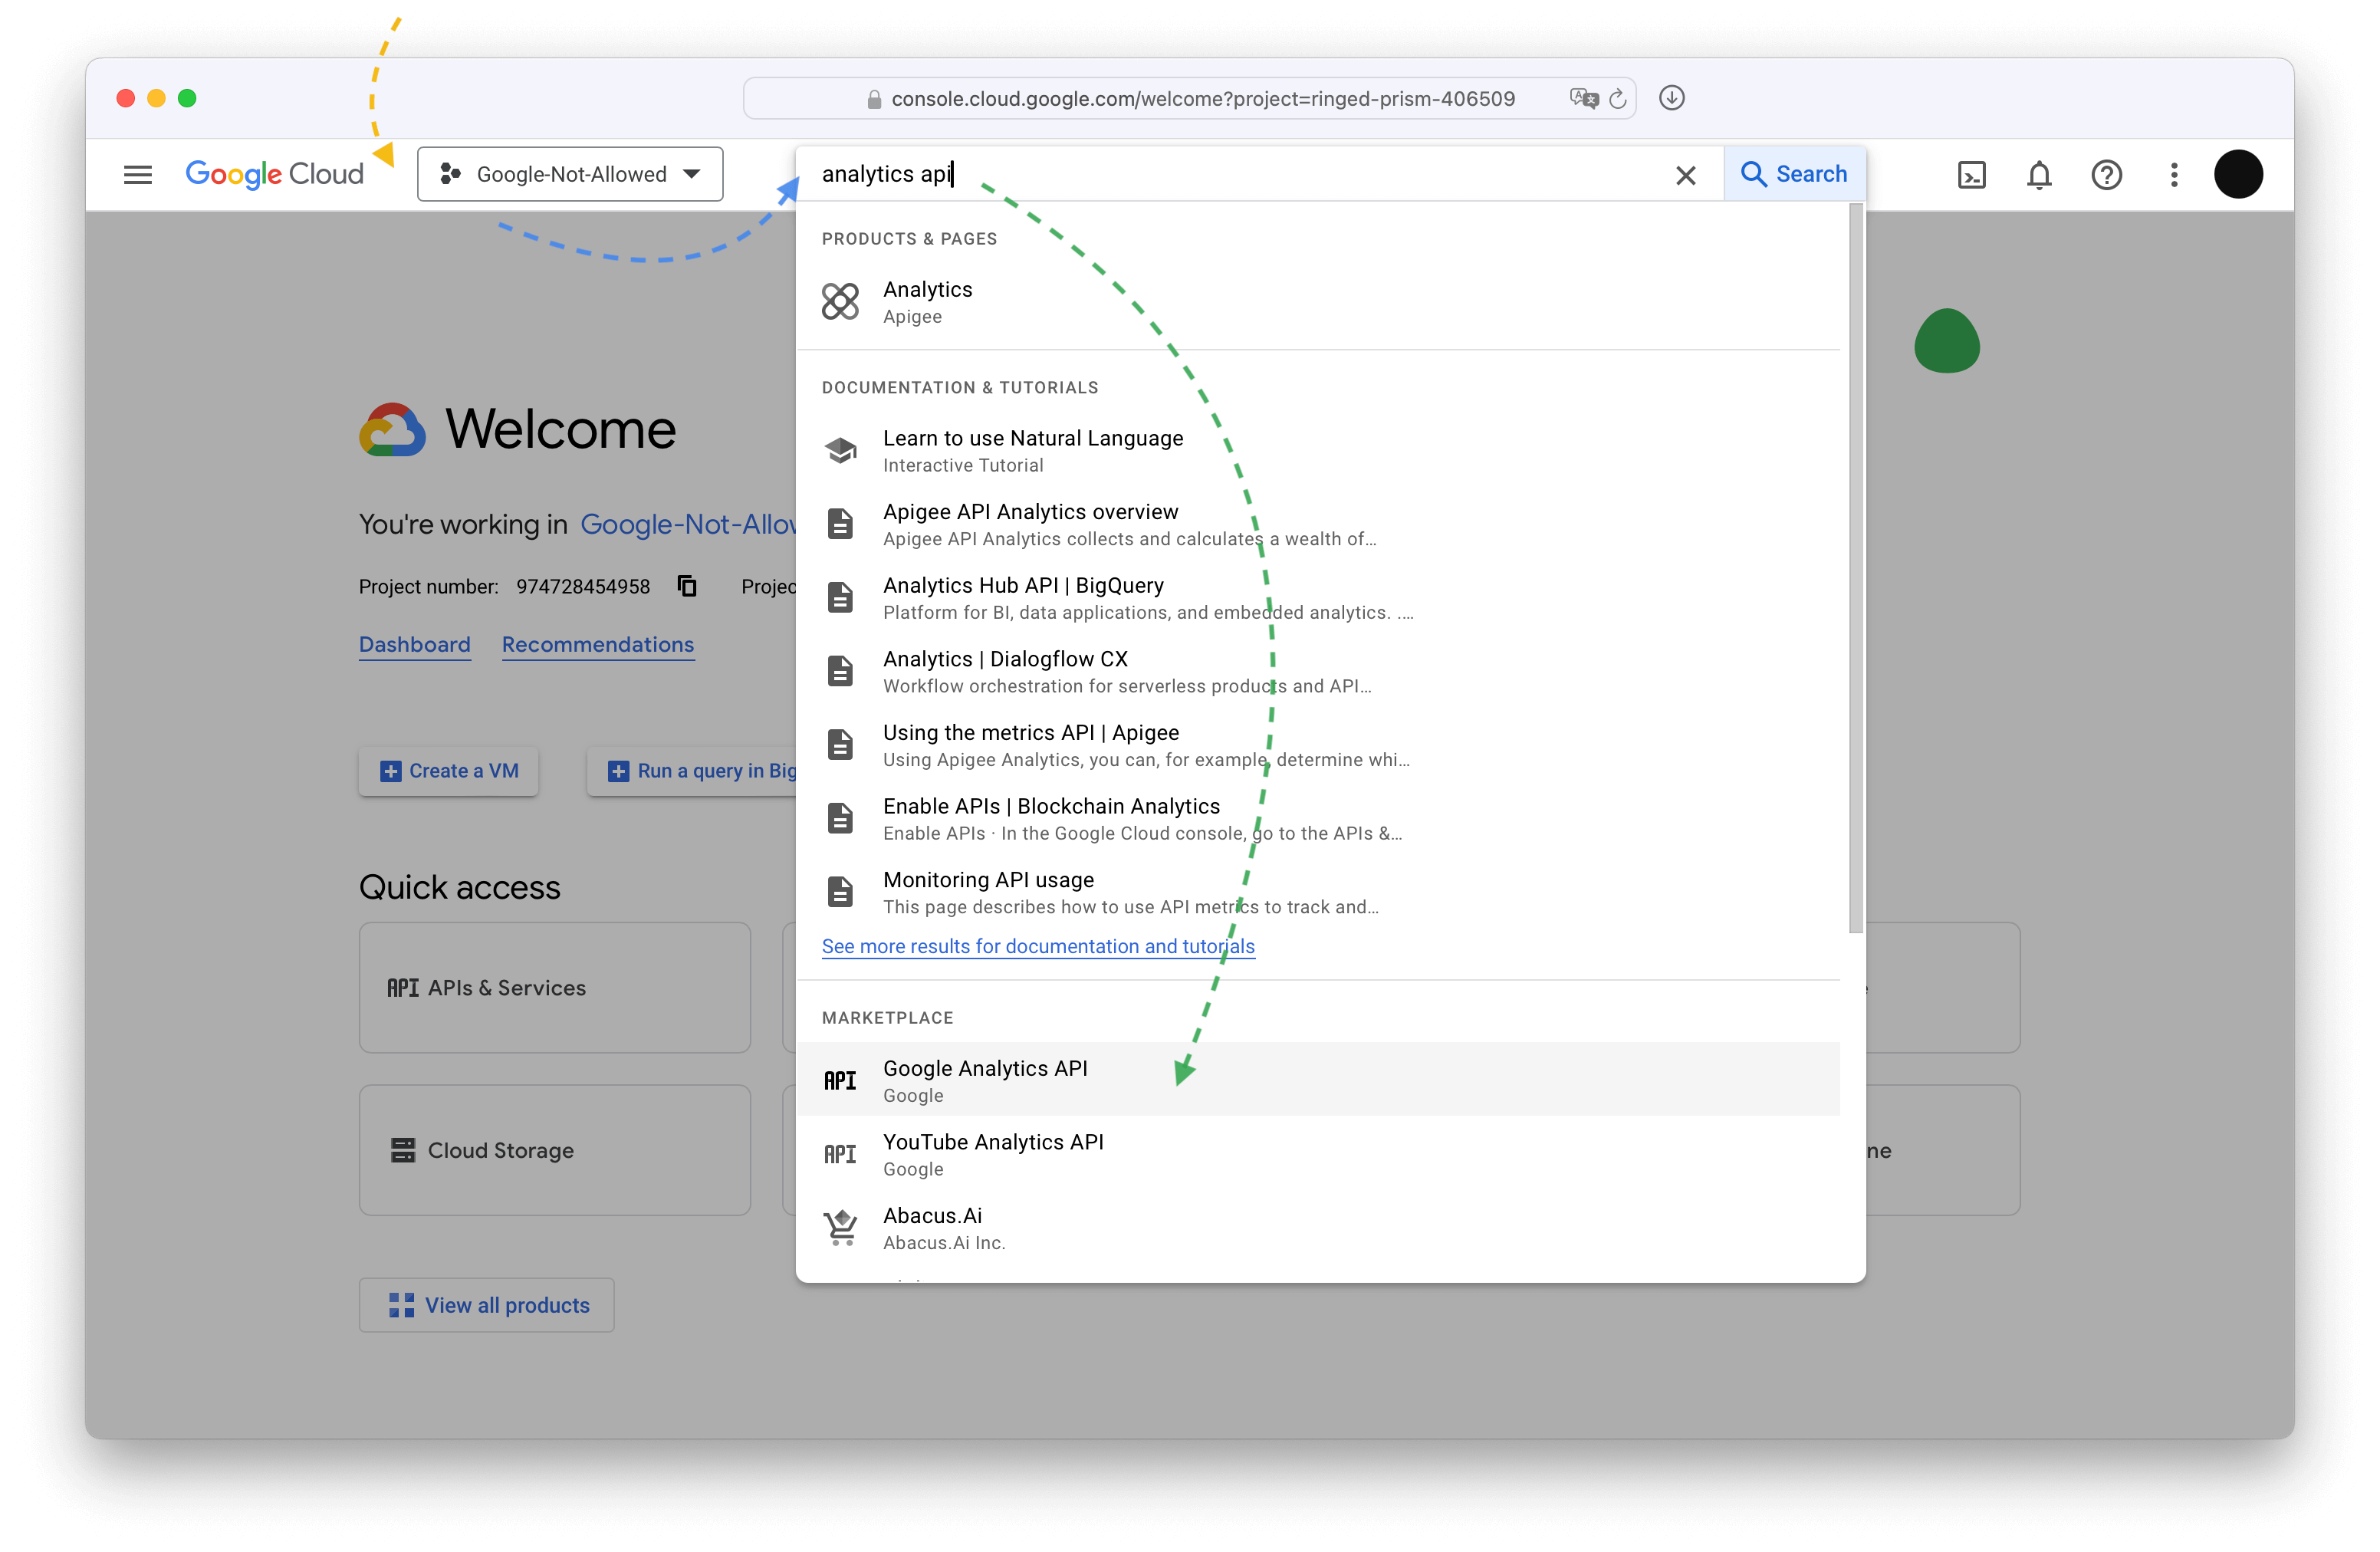 console.cloud.google.com/welcome?project=ringed-prism-406509
Google Cloud
Google-Not-Allowed
analytics api
Search
PRODUCTS & PAGES
Analytics
Apigee
DOCUMENTATION & TUTORIALS
Learn to use Natural Language
Interactive Tutorial
Apigee API Analytics overview
Apigee API Analytics collects and calculates a wealth of...
Analytics Hub API | BigQuery
Platform for BI, data applications, and embedded analytics. ....
Analytics | Dialogflow CX
Workflow orchestration for serverless products and API...
Using the metrics API | Apigee
Using Apigee Analytics, you can, for example, determine whi...
Enable APIs | Blockchain Analytics
Enable APIs · In the Google Cloud console, go to the APIs &...
Monitoring API usage
This page describes how to use API metrics to track and...
See more results for documentation and tutorials
MARKETPLACE
API
Google Analytics API
Google
API
YouTube Analytics API
Google
Abacus.Ai
Abacus.Ai Inc.
Welcome
You're working in Google-Not-Allow
Project number: 974728454958
Projec
Dashboard
Recommendations
Create a VM
Run a query in Big
Quick access
API APIs & Services
Cloud Storage
ne
View all products